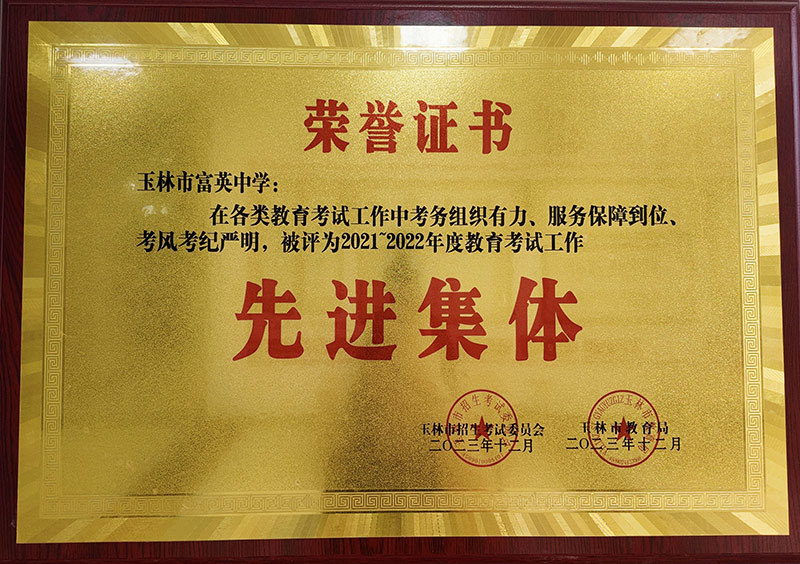 荣誉证书
玉林市富英中学：
在各类教育考试工作中考务组织有力、服务保障到位、
考风考纪严明，被评为2021~2022年度教育考试工作
先进集体
玉林市招生考试委员会
二〇二三年十二月
玉林市教育局
二〇二三年十二月